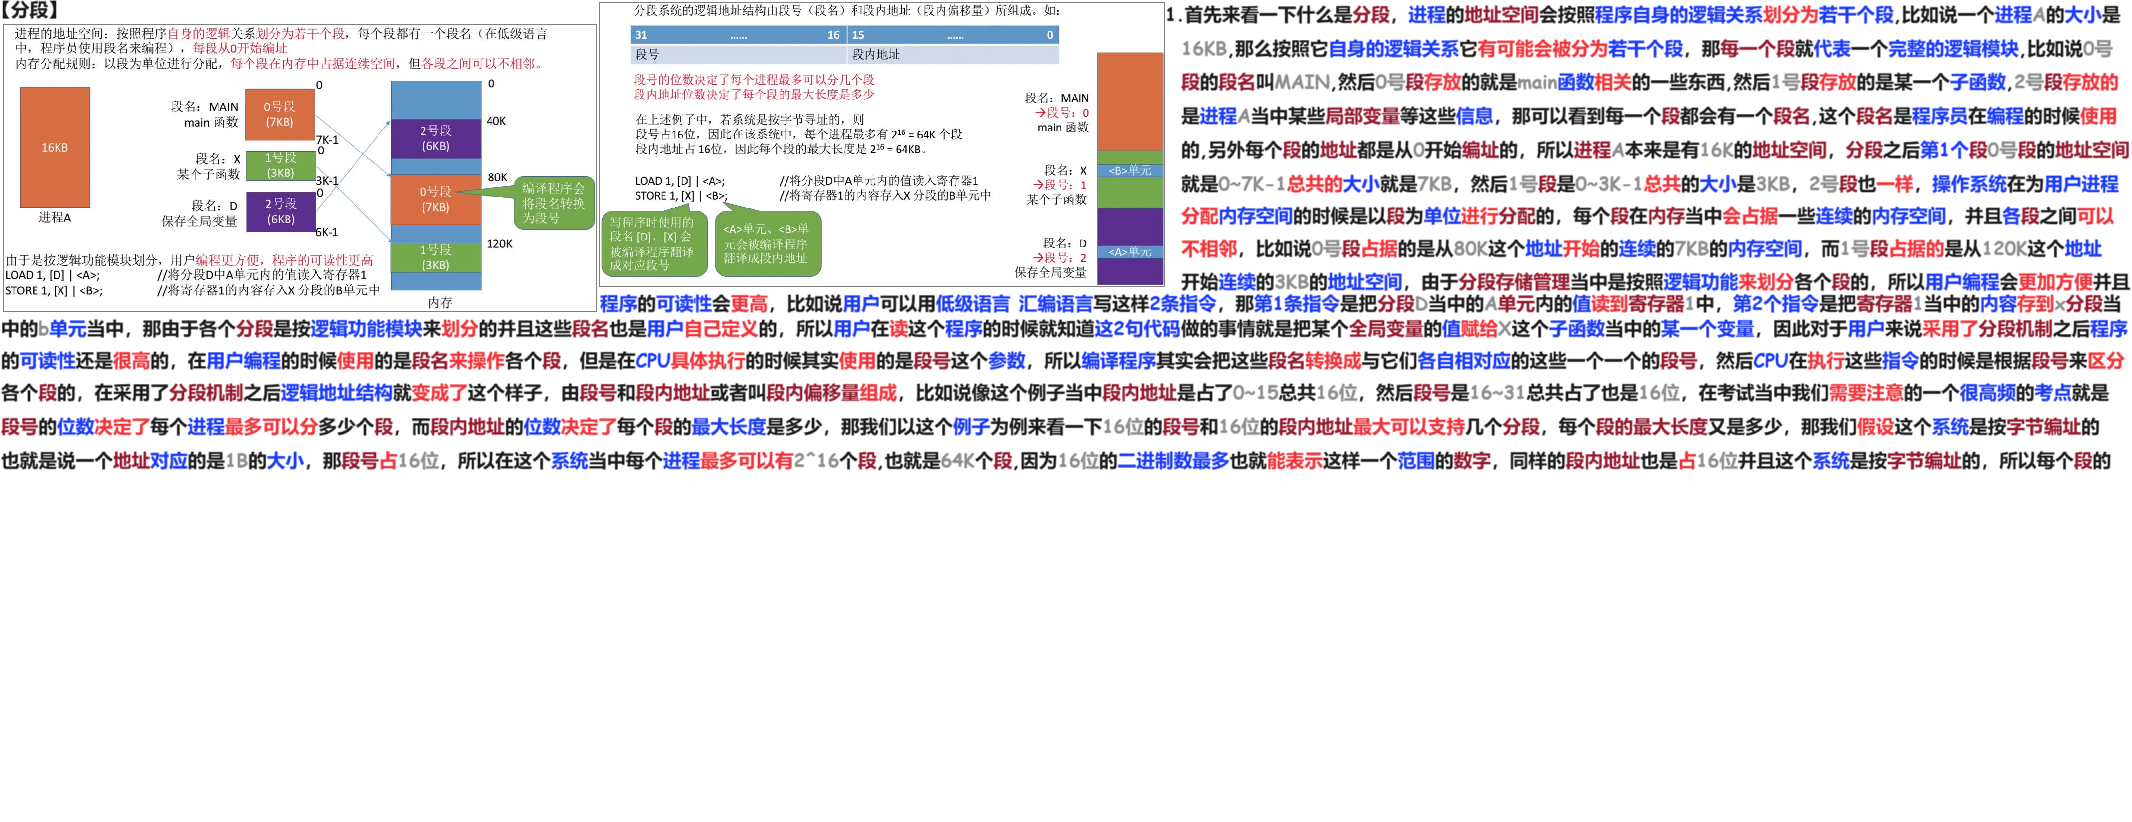 【分段】
进程的地址空间：按照程序自身的逻辑关系划分为若干个段，每个段都有一个段名（在低级语言
中，程序员使用段名来编程），每段从0开始编址
内存分配规则：以段为单位进行分配，每个段在内存中占据连续空间，但各段之间可以不相邻。
16KB
进程A
段名：MAIN
main 函数
0号段
(7KB)
0
7K-1
段名：X
某个子函数
1号段
(3KB)
0
3K-1
段名：D
保存全局变量
2号段
(6KB)
0
6K-1
0
2号段
(6KB)
40K
80K
0号段
(7KB)
120K
1号段
(3KB)
内存
编译程序会
将段名转换
为段号
由于是按逻辑功能模块划分，用户编程更方便，程序的可读性更高
LOAD 1, [D] | <A>; //将分段D中A单元内的值读入寄存器1
STORE 1, [X] | <B>; //将寄存器1的内容存入X 分段的B单元中
分段系统的逻辑地址结构由段号（段名）和段内地址（段内偏移量）所组成。如:
31 …… 16 15 …… 0
段号 段内地址
段号的位数决定了每个进程最多可以分几个段
段内地址位数决定了每个段的最大长度是多少
在上述例子中，若系统是按字节寻址的，则
段号占16位，因此在该系统中，每个进程最多有 2¹⁶ = 64K 个段
段内地址占 16位，因此每个段的最大长度是 2¹⁶ = 64KB。
LOAD 1, [D] | <A>; //将分段D中A单元内的值读入寄存器1
STORE 1, [X] | <B>; //将寄存器1的内容存入X 分段的B单元中
写程序时使用的
段名 [D]、[X] 会
被编译程序翻译
成对应段号
<A>单元、<B>单
元会被编译程序
翻译成段内地址
段名：MAIN
→段号：0
main 函数
段名：X
→段号：1
某个子函数
段名：D
→段号：2
保存全局变量
<B>单元
<A>单元
1.首先来看一下什么是分段，进程的地址空间会按照程序自身的逻辑关系划分为若干个段,比如说一个进程A的大小是
16KB,那么按照它自身的逻辑关系它有可能会被分为若干个段，那每一个段就代表一个完整的逻辑模块,比如说0号
段的段名叫MAIN,然后0号段存放的就是main函数相关的一些东西,然后1号段存放的是某一个子函数,2号段存放的
是进程A当中某些局部变量等这些信息，那可以看到每一个段都会有一个段名,这个段名是程序员在编程的时候使用
的,另外每个段的地址都是从0开始编址的，所以进程A本来是有16K的地址空间，分段之后第1个段0号段的地址空间
就是0~7K-1总共的大小就是7KB，然后1号段是0~3K-1总共的大小是3KB，2号段也一样，操作系统在为用户进程
分配内存空间的时候是以段为单位进行分配的，每个段在内存当中会占据一些连续的内存空间，并且各段之间可以
不相邻，比如说0号段占据的是从80K这个地址开始的连续的7KB的内存空间，而1号段占据的是从120K这个地址
开始连续的3KB的地址空间，由于分段存储管理当中是按照逻辑功能来划分各个段的，所以用户编程会更加方便并且
程序的可读性会更高，比如说用户可以用低级语言 汇编语言写这样2条指令，那第1条指令是把分段D当中的A单元内的值读到寄存器1中，第2个指令是把寄存器1当中的内容存到x分段当
中的b单元当中，那由于各个分段是按逻辑功能模块来划分的并且这些段名也是用户自己定义的，所以用户在读这个程序的时候就知道这2句代码做的事情就是把某个全局变量的值赋给X这个子函数当中的某一个变量，因此对于用户来说采用了分段机制之后程序
的可读性还是很高的，在用户编程的时候使用的是段名来操作各个段，但是在CPU具体执行的时候其实使用的是段号这个参数，所以编译程序其实会把这些段名转换成与它们各自相对应的这些一个一个的段号，然后CPU在执行这些指令的时候是根据段号来区分
各个段的，在采用了分段机制之后逻辑地址结构就变成了这个样子，由段号和段内地址或者叫段内偏移量组成，比如说像这个例子当中段内地址是占了0~15总共16位，然后段号是16~31总共占了也是16位，在考试当中我们需要注意的一个很高频的考点就是
段号的位数决定了每个进程最多可以分多少个段，而段内地址的位数决定了每个段的最大长度是多少，那我们以这个例子为例来看一下16位的段号和16位的段内地址最大可以支持几个分段，每个段的最大长度又是多少，那我们假设这个系统是按字节编址的
也就是说一个地址对应的是1B的大小，那段号占16位，所以在这个系统当中每个进程最多可以有2^16个段,也就是64K个段,因为16位的二进制数最多也就能表示这样一个范围的数字，同样的段内地址也是占16位并且这个系统是按字节编址的，所以每个段的